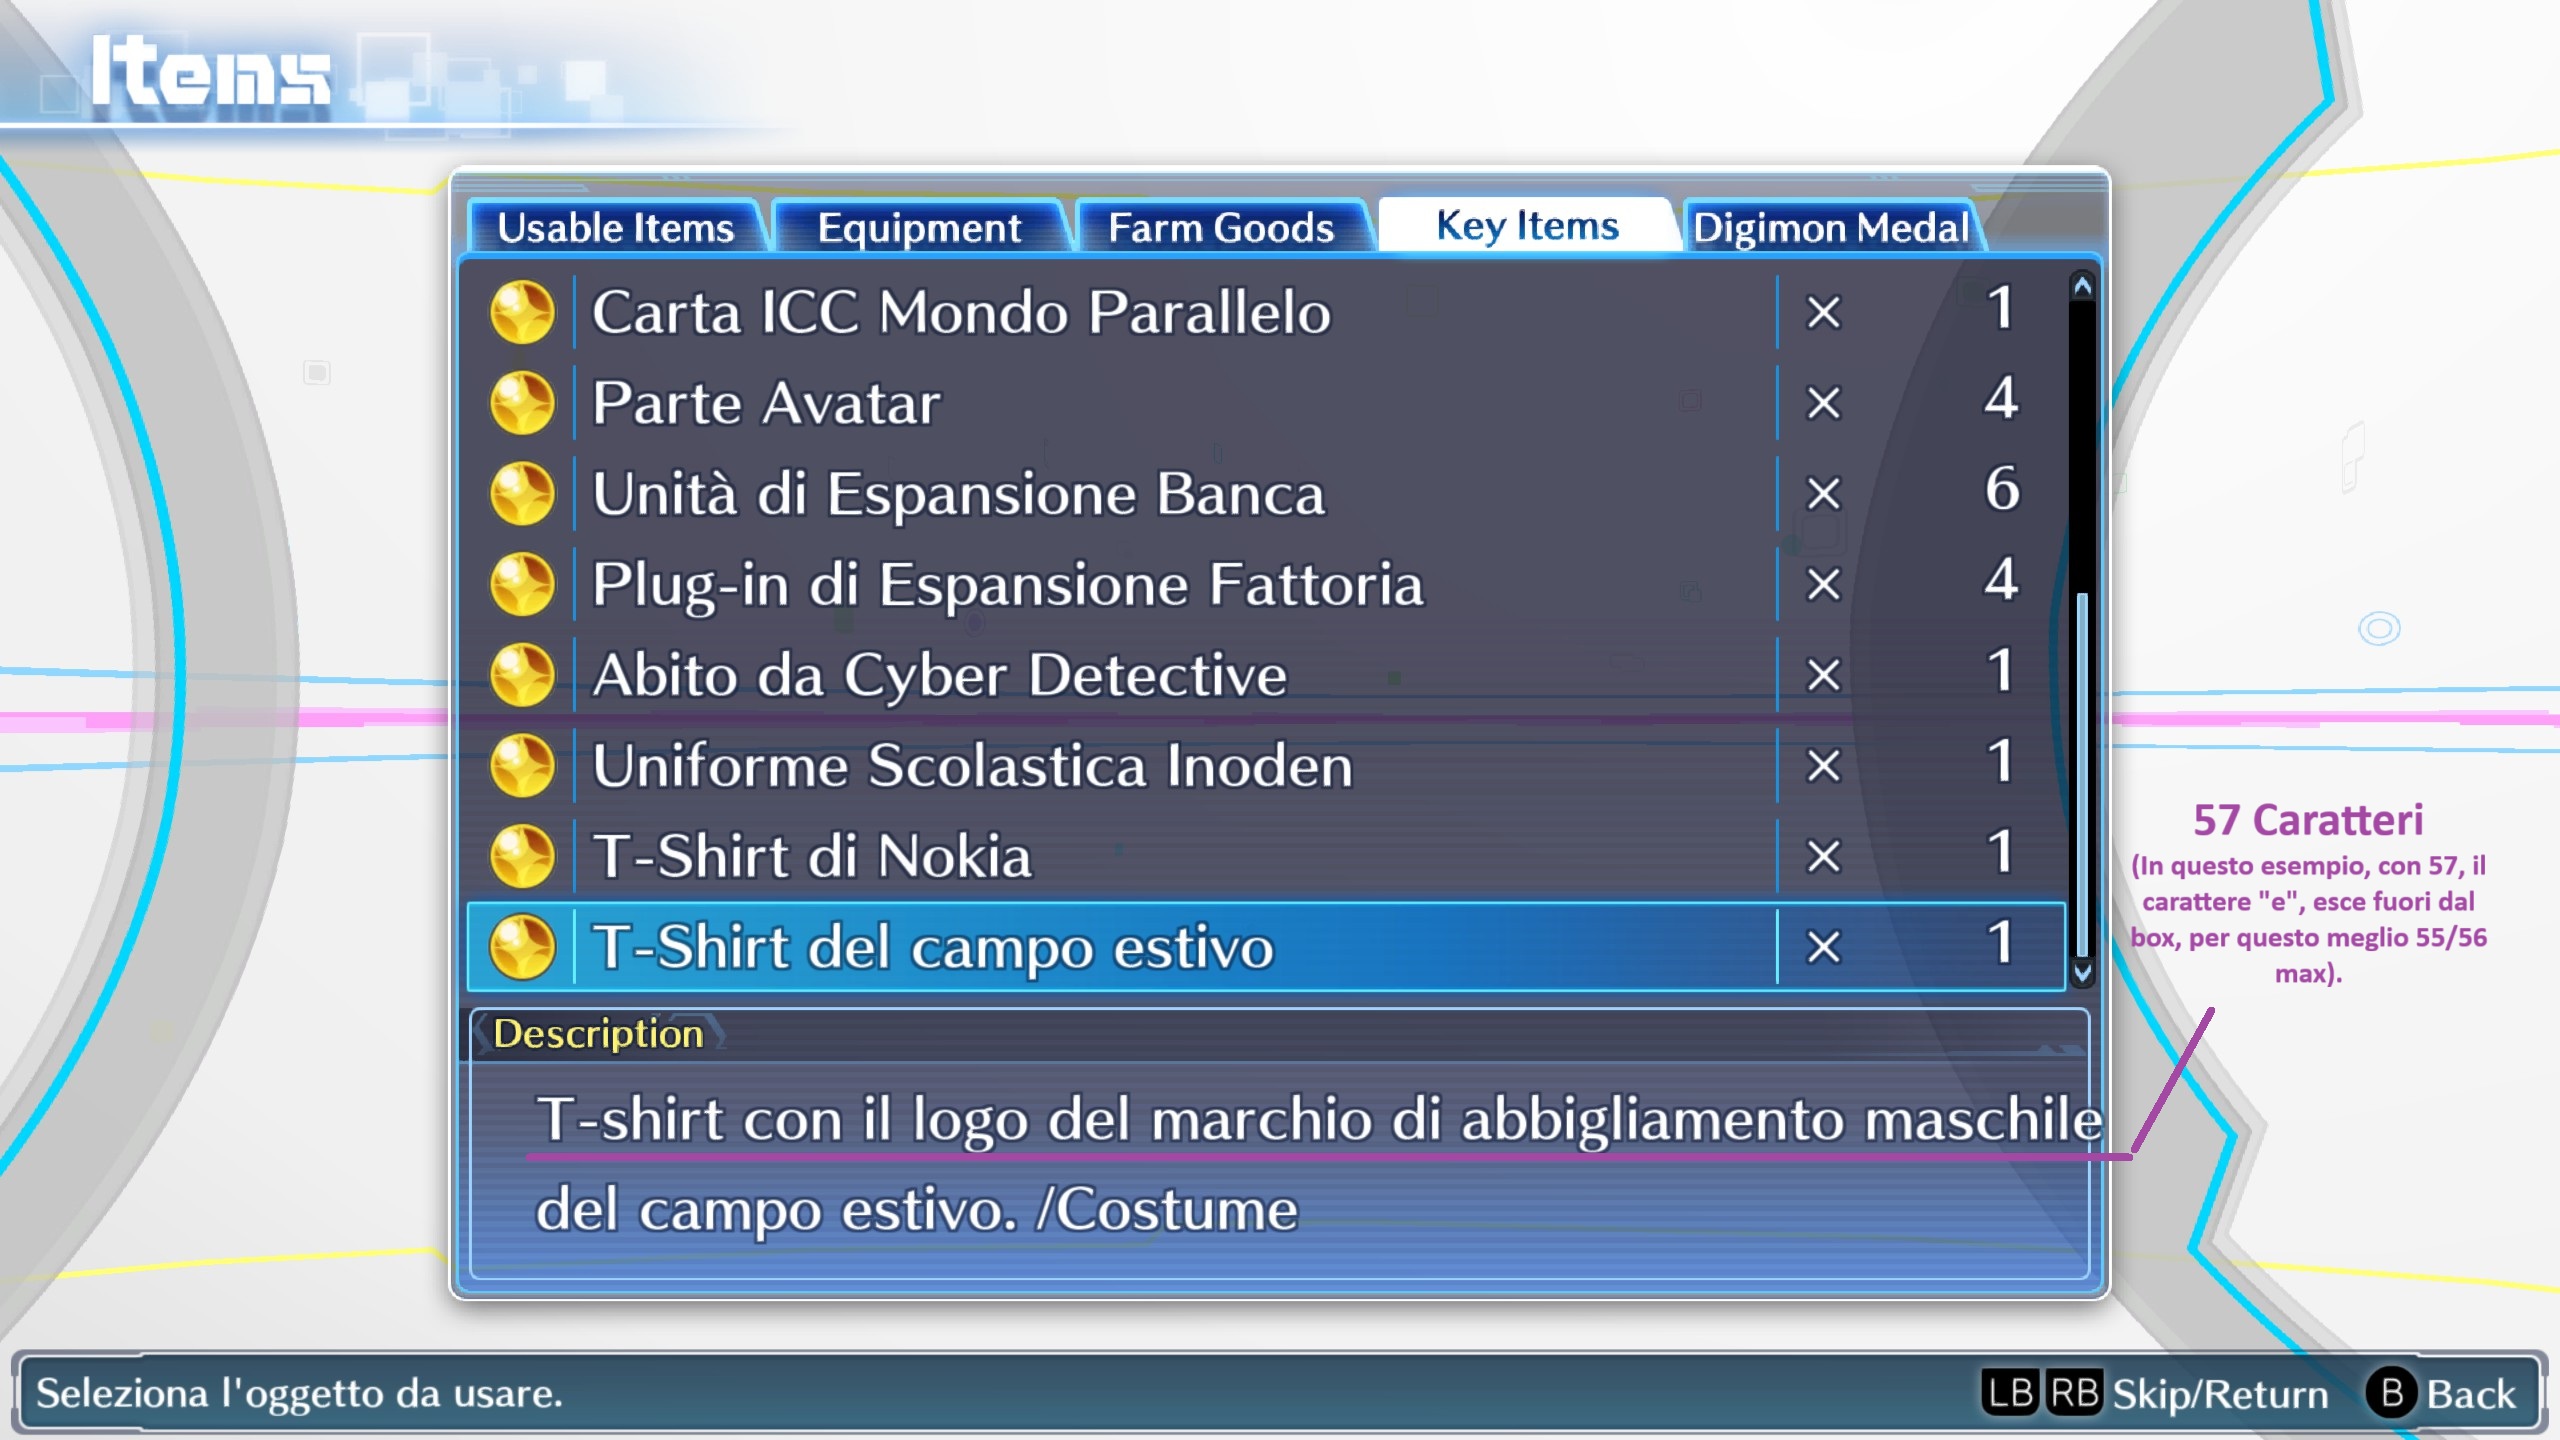 Items
Usable Items
Equipment
Farm Goods
Key Items
Digimon Medal
Carta ICC Mondo Parallelo × 1
Parte Avatar × 4
Unità di Espansione Banca × 6
Plug-in di Espansione Fattoria × 4
Abito da Cyber Detective × 1
Uniforme Scolastica Inoden × 1
T-Shirt di Nokia × 1
T-Shirt del campo estivo × 1
57 Caratteri
(In questo esempio, con 57, il
carattere "e", esce fuori dal
box, per questo meglio 55/56
max).
Description
T-shirt con il logo del marchio di abbigliamento maschile
del campo estivo. /Costume
Seleziona l'oggetto da usare.
LB RB Skip/Return B Back